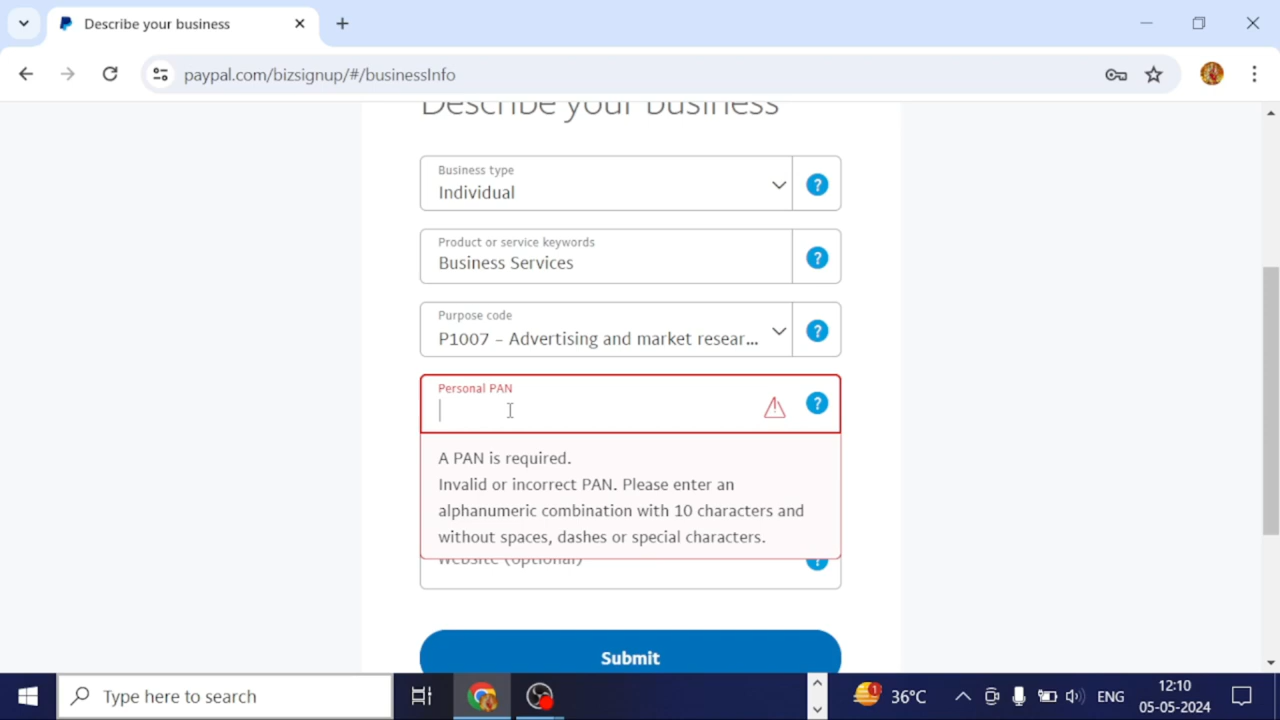 Describe your business
paypal.com/bizsignup/#/businessInfo
Describe your business
Business type
Individual
?
Product or service keywords
Business Services
?
Purpose code
P1007 – Advertising and market resear...
?
Personal PAN
?
A PAN is required.
Invalid or incorrect PAN. Please enter an
alphanumeric combination with 10 characters and
without spaces, dashes or special characters.
Website (optional)
?
Submit
Type here to search
1
36°C
ENG
12:10
05-05-2024